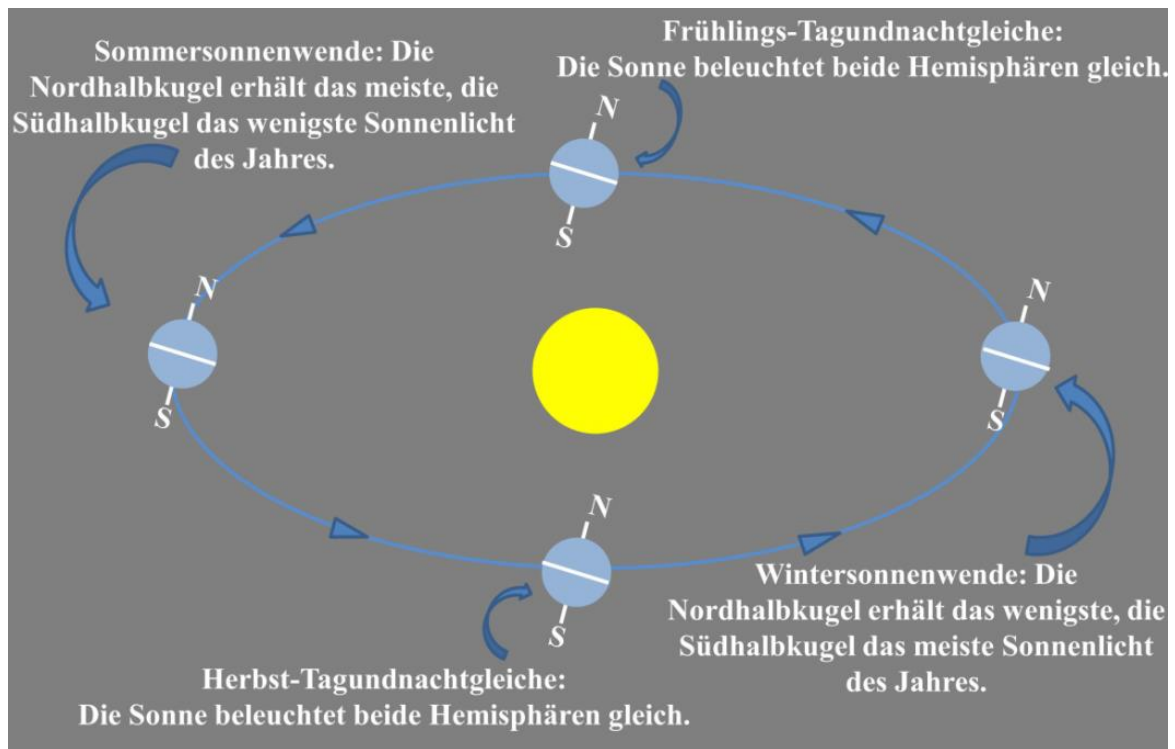 Sommersonnenwende: Die
Nordhalbkugel erhält das meiste, die
Südhalbkugel das wenigste Sonnenlicht
des Jahres.
Frühlings-Tagundnachtgleiche:
Die Sonne beleuchtet beide Hemisphären gleich.
N
S
N
S
N
S
N
S
Herbst-Tagundnachtgleiche:
Die Sonne beleuchtet beide Hemisphären gleich.
Wintersonnenwende: Die
Nordhalbkugel erhält das wenigste, die
Südhalbkugel das meiste Sonnenlicht
des Jahres.